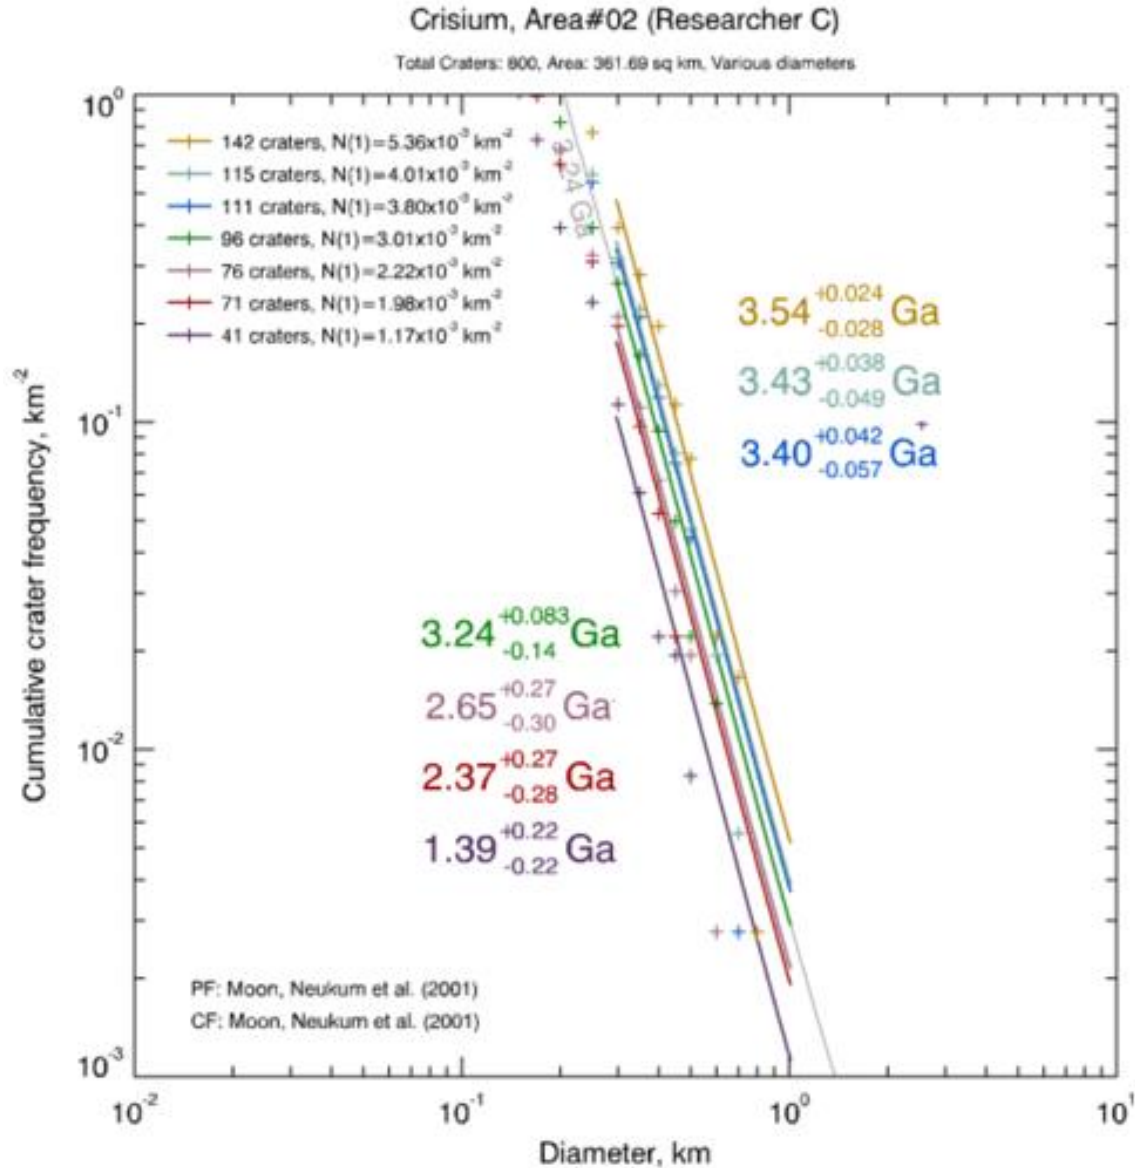 Crisium, Area#02 (Researcher C)
Total Craters: 800, Area: 361.69 sq km, Various diameters
10⁰
142 craters, N(1)=5.36x10⁻³ km⁻²
115 craters, N(1)=4.01x10⁻³ km⁻²
111 craters, N(1)=3.80x10⁻³ km⁻²
96 craters, N(1)=3.01x10⁻³ km⁻²
76 craters, N(1)=2.22x10⁻³ km⁻²
71 craters, N(1)=1.98x10⁻³ km⁻²
41 craters, N(1)=1.17x10⁻³ km⁻²
3.24 Ga
3.54 +0.024 -0.028 Ga
3.43 +0.038 -0.049 Ga
3.40 +0.042 -0.057 Ga
10⁻¹
Cumulative crater frequency, km⁻²
3.24 +0.083 -0.14 Ga
2.65 +0.27 -0.30 Ga
2.37 +0.27 -0.28 Ga
1.39 +0.22 -0.22 Ga
10⁻²
PF: Moon, Neukum et al. (2001)
CF: Moon, Neukum et al. (2001)
10⁻³
10⁻² 10⁻¹ 10⁰ 10¹
Diameter, km